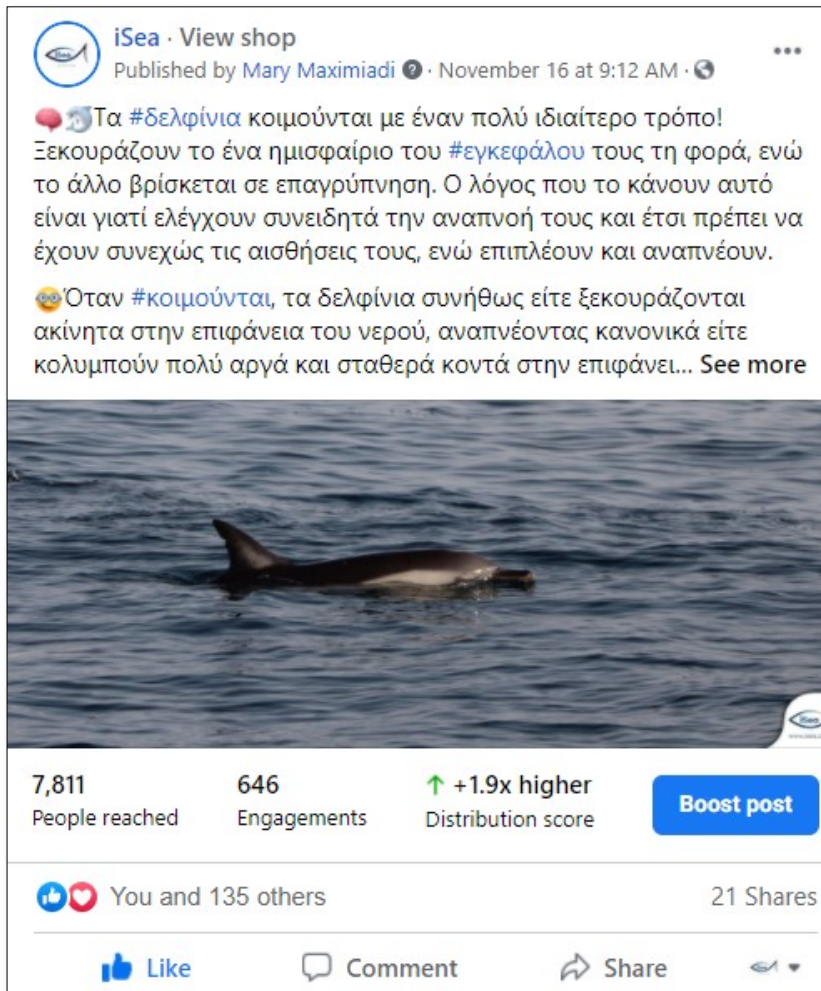 iSea · View shop
Published by Mary Maximiadi · November 16 at 9:12 AM ·
Τα #δελφίνια κοιμούνται με έναν πολύ ιδιαίτερο τρόπο!
Ξεκουράζουν το ένα ημισφαίριο του #εγκεφάλου τους τη φορά, ενώ
το άλλο βρίσκεται σε επαγρύπνηση. Ο λόγος που το κάνουν αυτό
είναι γιατί ελέγχουν συνειδητά την αναπνοή τους και έτσι πρέπει να
έχουν συνεχώς τις αισθήσεις τους, ενώ επιπλέουν και αναπνέουν.
Όταν #κοιμούνται, τα δελφίνια συνήθως είτε ξεκουράζονται
ακίνητα στην επιφάνεια του νερού, αναπνέοντας κανονικά είτε
κολυμπούν πολύ αργά και σταθερά κοντά στην επιφάνει... See more
iSea
7,811 646 +1.9x higher
People reached Engagements Distribution score Boost post
You and 135 others 21 Shares
Like Comment Share